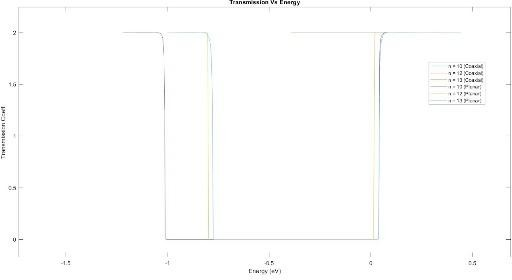 Transmission Vs Energy
2
1.5
1
0.5
0
Transmission Coeff
n = 10 (Coaxial)
n = 12 (Coaxial)
n = 13 (Coaxial)
n = 10 (Planar)
n = 12 (Planar)
n = 13 (Planar)
-1.5
-1
-0.5
0
0.5
Energy (eV)